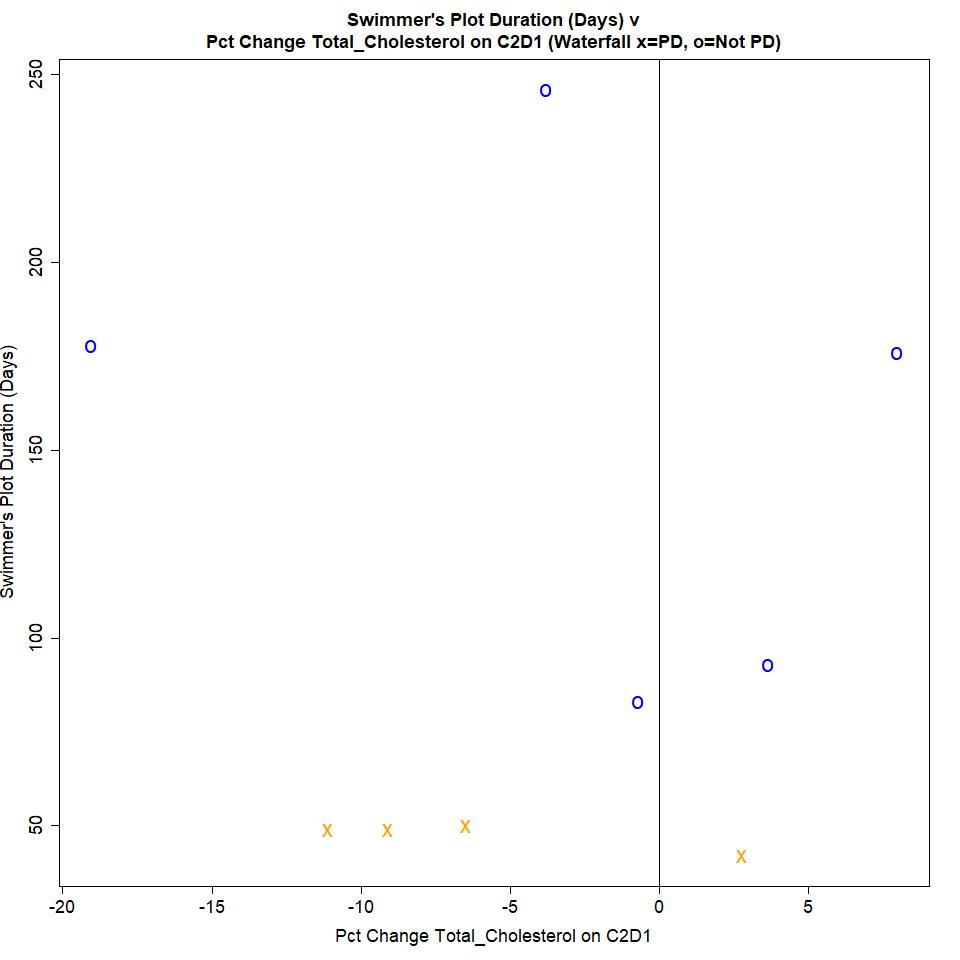 Swimmer's Plot Duration (Days) v
Pct Change Total_Cholesterol on C2D1 (Waterfall x=PD, o=Not PD)
Swimmer's Plot Duration (Days)
250
200
150
100
50
O
O
O
O
O
X
X
X
X
-20
-15
-10
-5
0
5
Pct Change Total_Cholesterol on C2D1